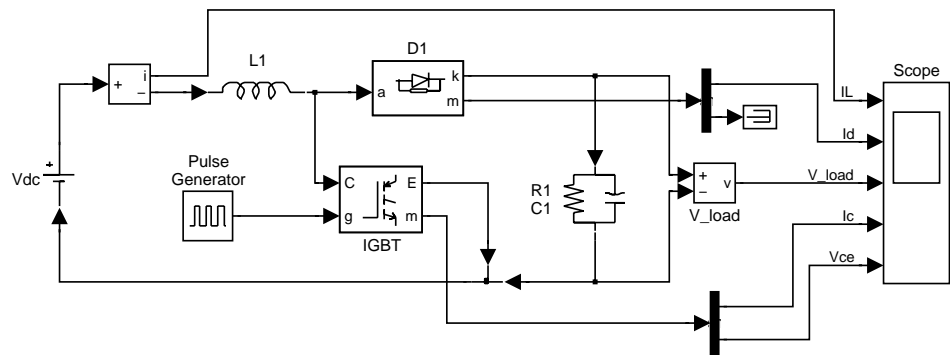 L1
D1
Scope
+
i
−
a
k
m
IL
Id
V_load
Ic
Vce
+
Vdc
Pulse
Generator
C
g
E
m
IGBT
R1
C1
+
−
v
V_load